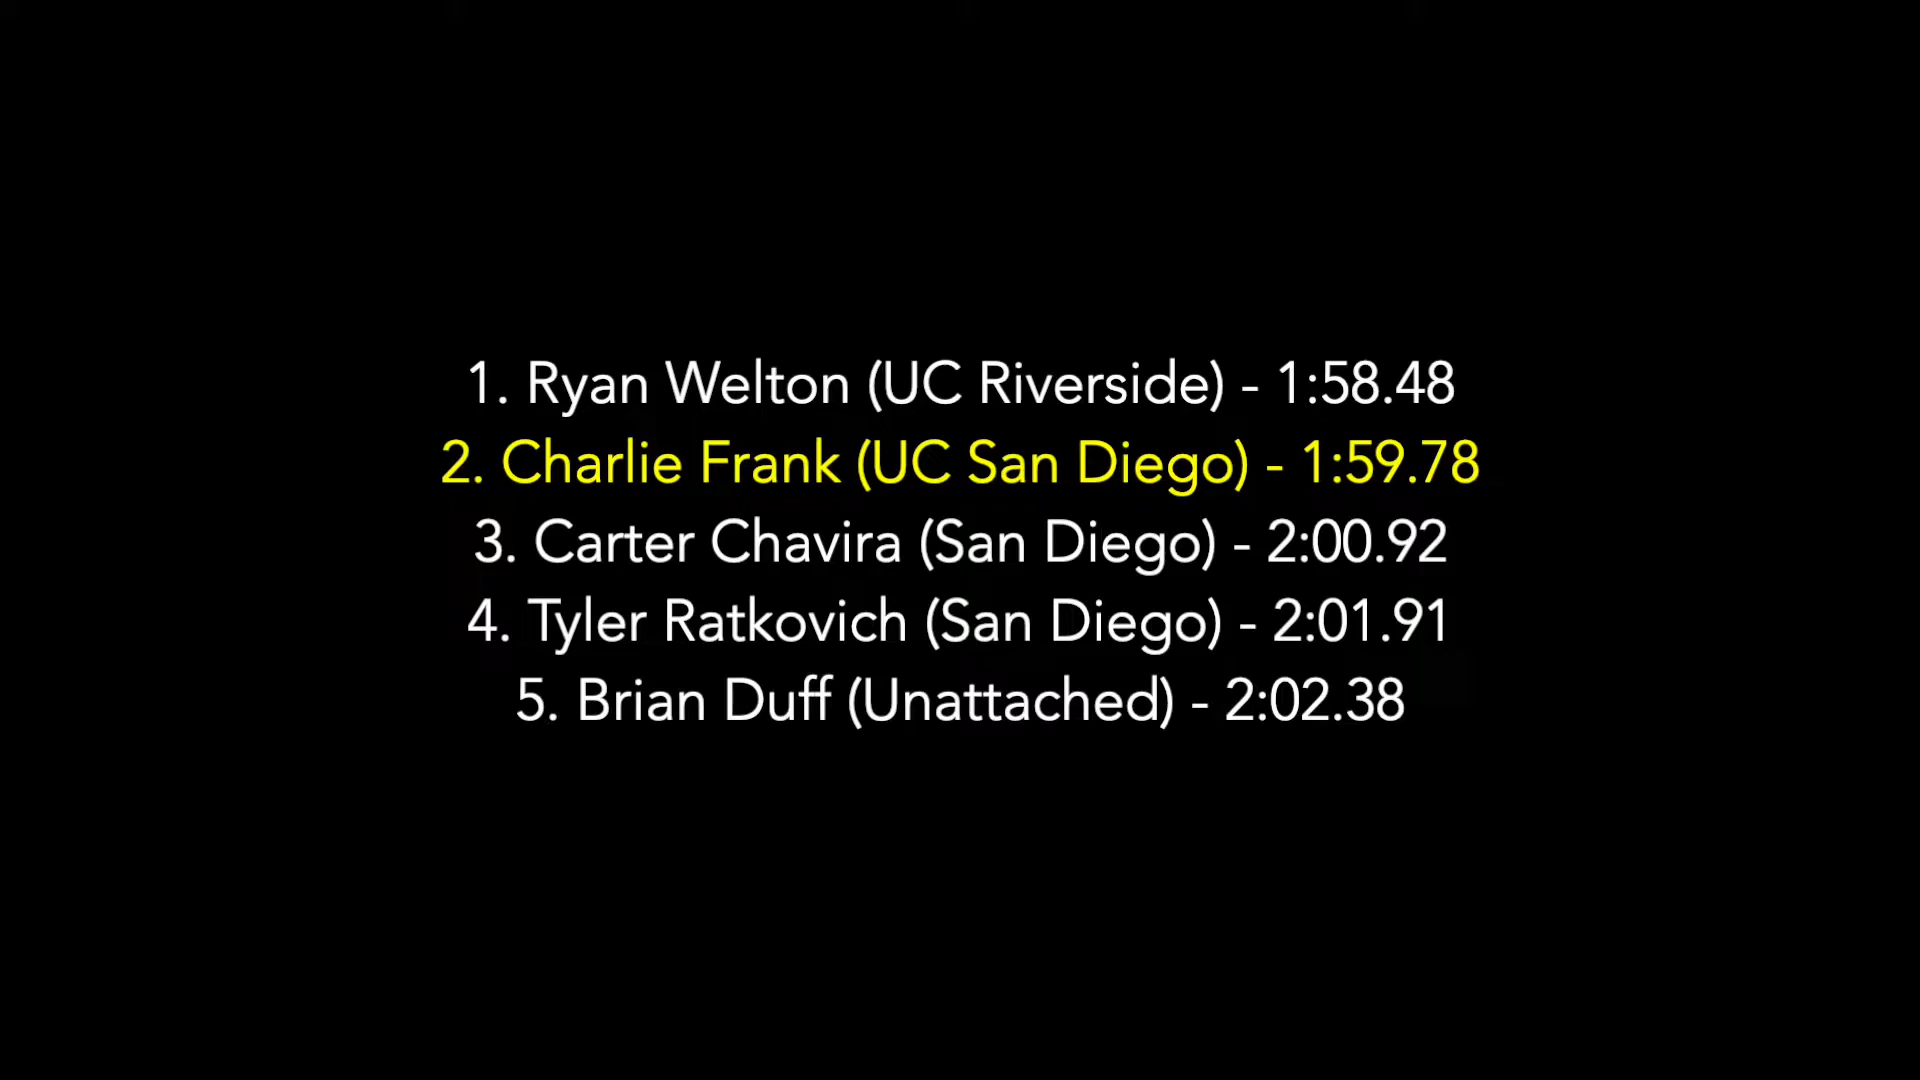 1. Ryan Welton (UC Riverside) - 1:58.48
2. Charlie Frank (UC San Diego) - 1:59.78
3. Carter Chavira (San Diego) - 2:00.92
4. Tyler Ratkovich (San Diego) - 2:01.91
5. Brian Duff (Unattached) - 2:02.38